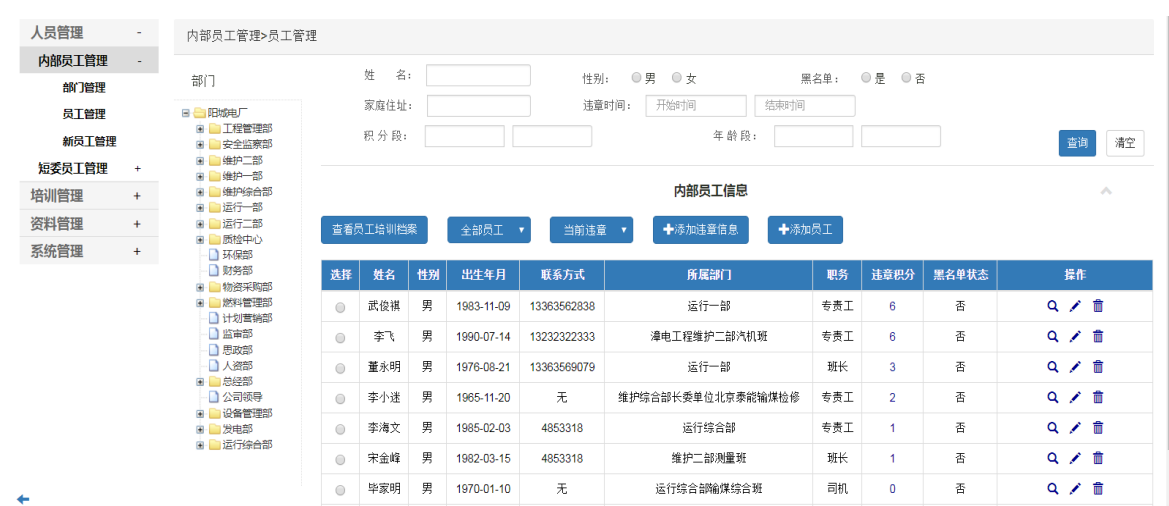 人员管理 -
内部员工管理 -
部门管理
员工管理
新员工管理
短委员工管理 +
培训管理 +
资料管理 +
系统管理 +
内部员工管理>员工管理
部门
阳城电厂
工程管理部
安全监察部
维护二部
维护一部
维护综合部
运行一部
运行二部
质检中心
环保部
财务部
物资采购部
燃料管理部
计划营销部
监审部
思政部
人资部
总经部
公司领导
设备管理部
发电部
运行综合部
姓 名: 性别: 男 女 黑名单: 是 否
家庭住址: 违章时间: 开始时间 结束时间
积 分 段: 年 龄 段: 查询 清空
内部员工信息
查看员工培训档案 全部员工 当前违章 添加违章信息 添加员工
选择 姓名 性别 出生年月 联系方式 所属部门 职务 违章积分 黑名单状态 操作
武俊祺 男 1983-11-09 13363562838 运行一部 专责工 6 否
李飞 男 1990-07-14 13232322333 漳电工程维护二部汽机班 专责工 6 否
董永明 男 1976-08-21 13363569079 运行一部 班长 3 否
李小迷 男 1965-11-20 无 维护综合部长委单位北京泰能输煤检修 专责工 2 否
李海文 男 1985-02-03 4853318 运行综合部 专责工 1 否
宋金峰 男 1982-03-15 4853318 维护二部测量班 班长 1 否
毕家明 男 1970-01-10 无 运行综合部输煤综合班 司机 0 否